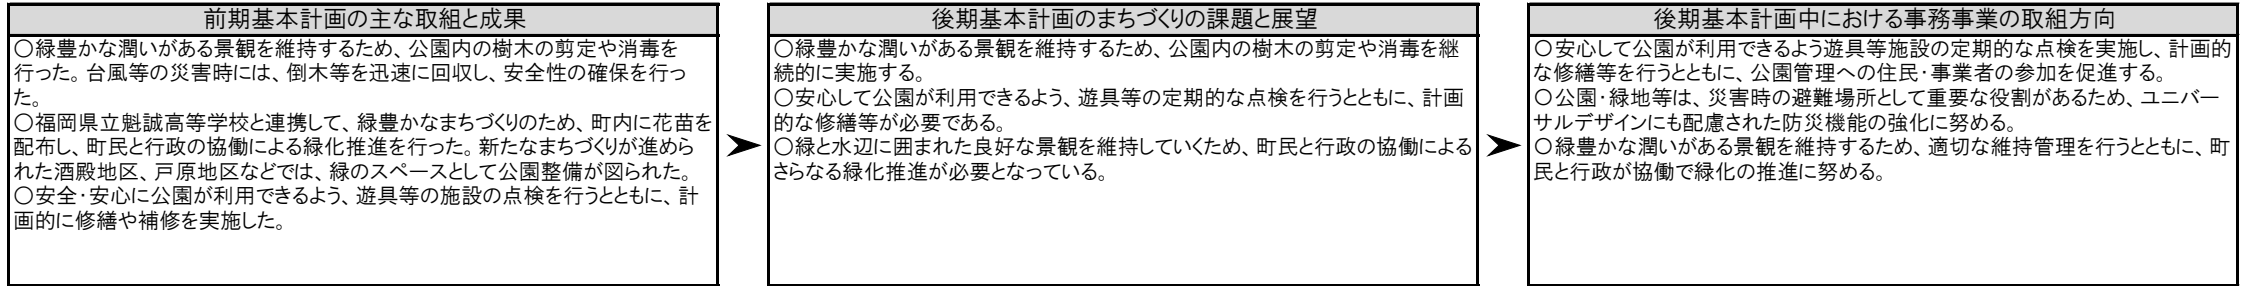 前期基本計画の主な取組と成果
〇緑豊かな潤いがある景観を維持するため、公園内の樹木の剪定や消毒を
行った。台風等の災害時には、倒木等を迅速に回収し、安全性の確保を行っ
た。
〇福岡県立魁誠高等学校と連携して、緑豊かなまちづくりのため、町内に花苗を
配布し、町民と行政の協働による緑化推進を行った。新たなまちづくりが進めら
れた酒殿地区、戸原地区などでは、緑のスペースとして公園整備が図られた。
〇安全・安心に公園が利用できるよう、遊具等の施設の点検を行うとともに、計
画的に修繕や補修を実施した。
後期基本計画のまちづくりの課題と展望
〇緑豊かな潤いがある景観を維持するため、公園内の樹木の剪定や消毒を継
続的に実施する。
〇安心して公園が利用できるよう、遊具等の定期的な点検を行うとともに、計画
的な修繕等が必要である。
〇緑と水辺に囲まれた良好な景観を維持していくため、町民と行政の協働による
さらなる緑化推進が必要となっている。
後期基本計画中における事務事業の取組方向
〇安心して公園が利用できるよう遊具等施設の定期的な点検を実施し、計画的
な修繕等を行うとともに、公園管理への住民・事業者の参加を促進する。
〇公園・緑地等は、災害時の避難場所として重要な役割があるため、ユニバー
サルデザインにも配慮された防災機能の強化に努める。
〇緑豊かな潤いがある景観を維持するため、適切な維持管理を行うとともに、町
民と行政が協働で緑化の推進に努める。